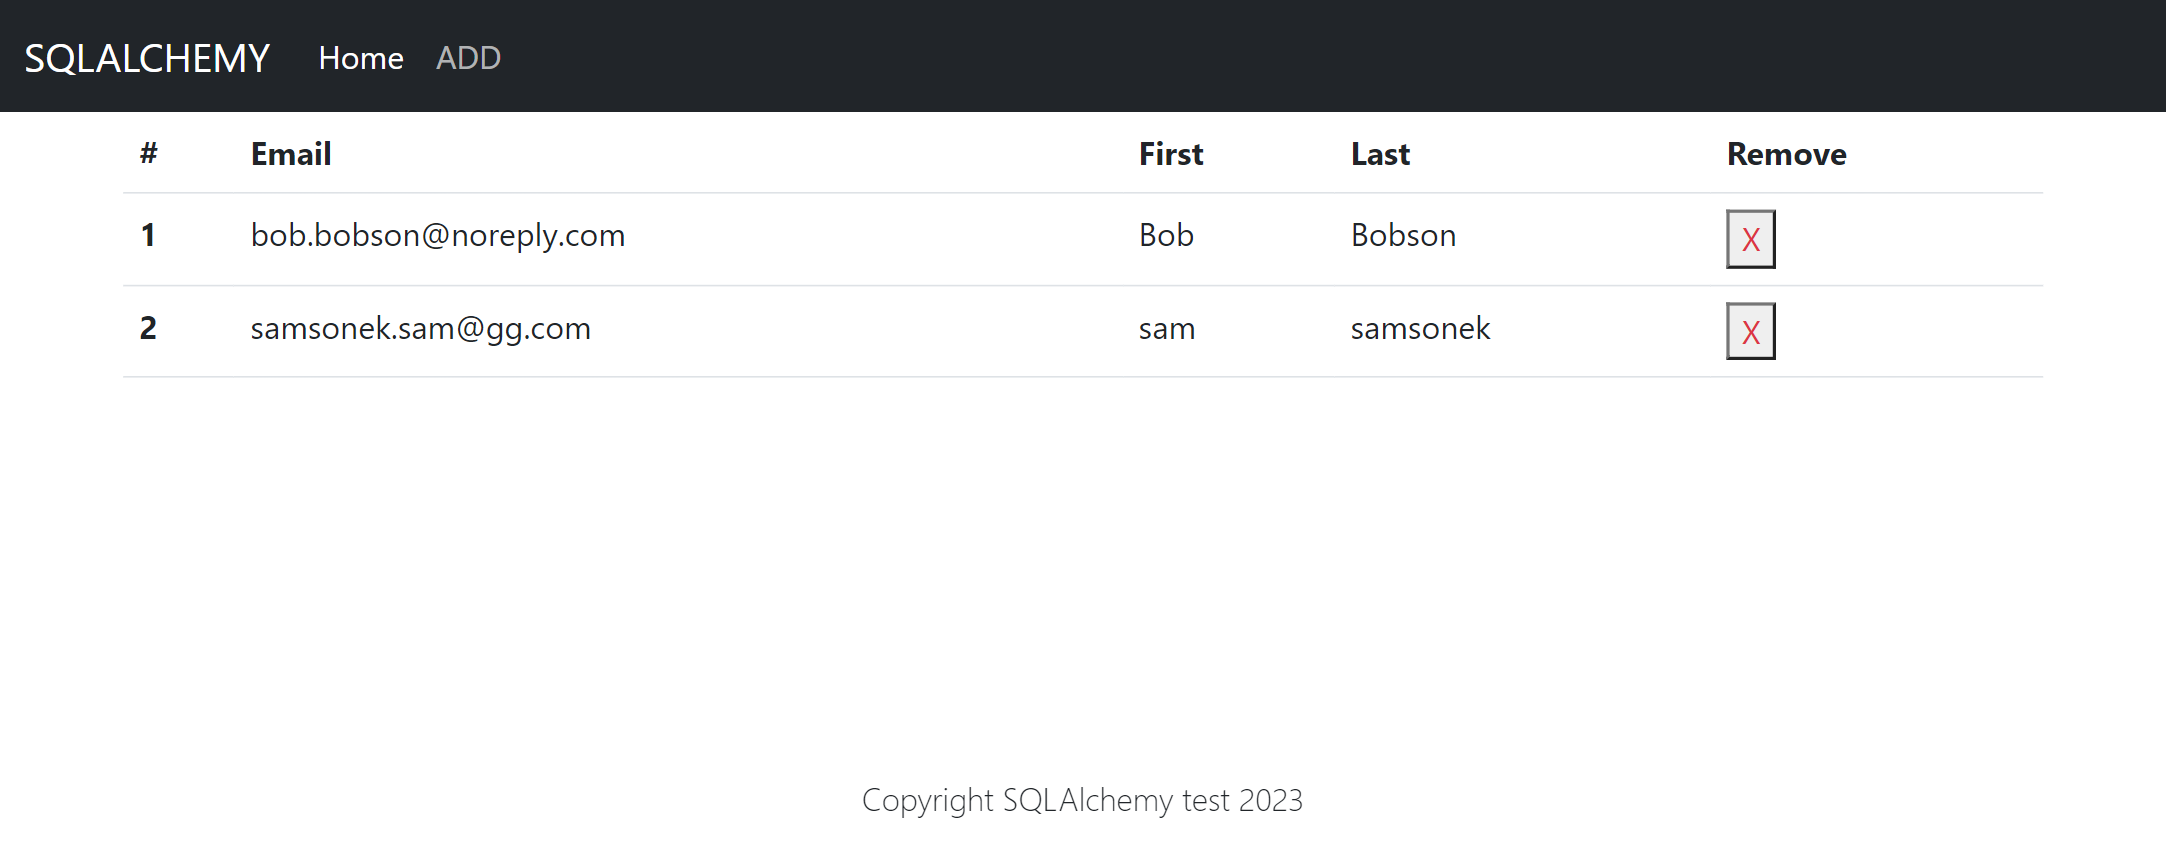 SQLALCHEMY Home ADD
# Email First Last Remove
1 bob.bobson@noreply.com Bob Bobson X
2 samsonek.sam@gg.com sam samsonek X
Copyright SQLAlchemy test 2023